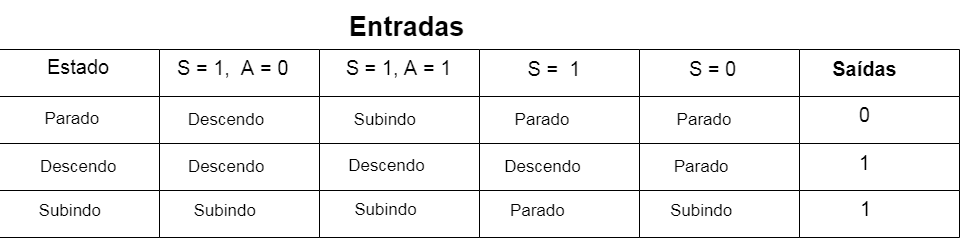 Entradas
Estado S = 1, A = 0 S = 1, A = 1 S = 1 S = 0 Saídas
Parado Descendo Subindo Parado Parado 0
Descendo Descendo Descendo Descendo Parado 1
Subindo Subindo Subindo Parado Subindo 1